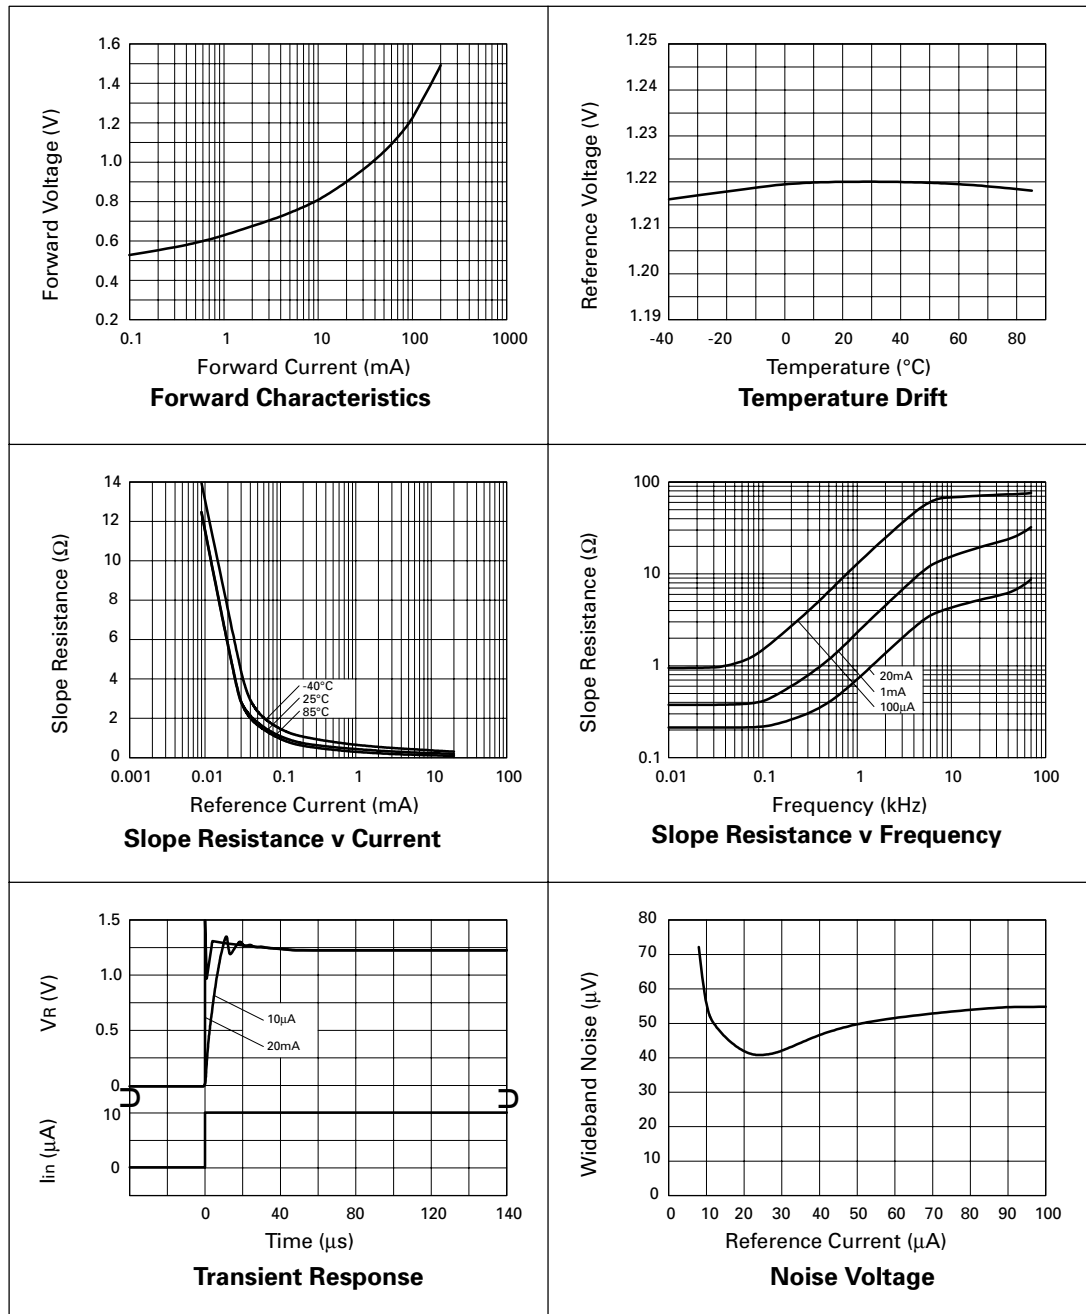 1.6
1.4
1.2
1.0
0.8
0.6
0.4
0.2
0.1 1 10 100 1000
Forward Voltage (V)
Forward Current (mA)
Forward Characteristics
1.25
1.24
1.23
1.22
1.21
1.20
1.19
-40 -20 0 20 40 60 80
Reference Voltage (V)
Temperature (°C)
Temperature Drift
14
12
10
8
6
4
2
0
0.001 0.01 0.1 1 10 100
-40°C
25°C
85°C
Slope Resistance (Ω)
Reference Current (mA)
Slope Resistance v Current
100
10
1
0.1
0.01 0.1 1 10 100
20mA
1mA
100µA
Slope Resistance (Ω)
Frequency (kHz)
Slope Resistance v Frequency
1.5
1.0
0.5
0
10
0
VR (V)
Iin (µA)
10µA
20mA
0 40 80 120 140
Time (µs)
Transient Response
80
70
60
50
40
30
20
10
0
0 10 20 30 40 50 60 70 80 90 100
Wideband Noise (µV)
Reference Current (µA)
Noise Voltage